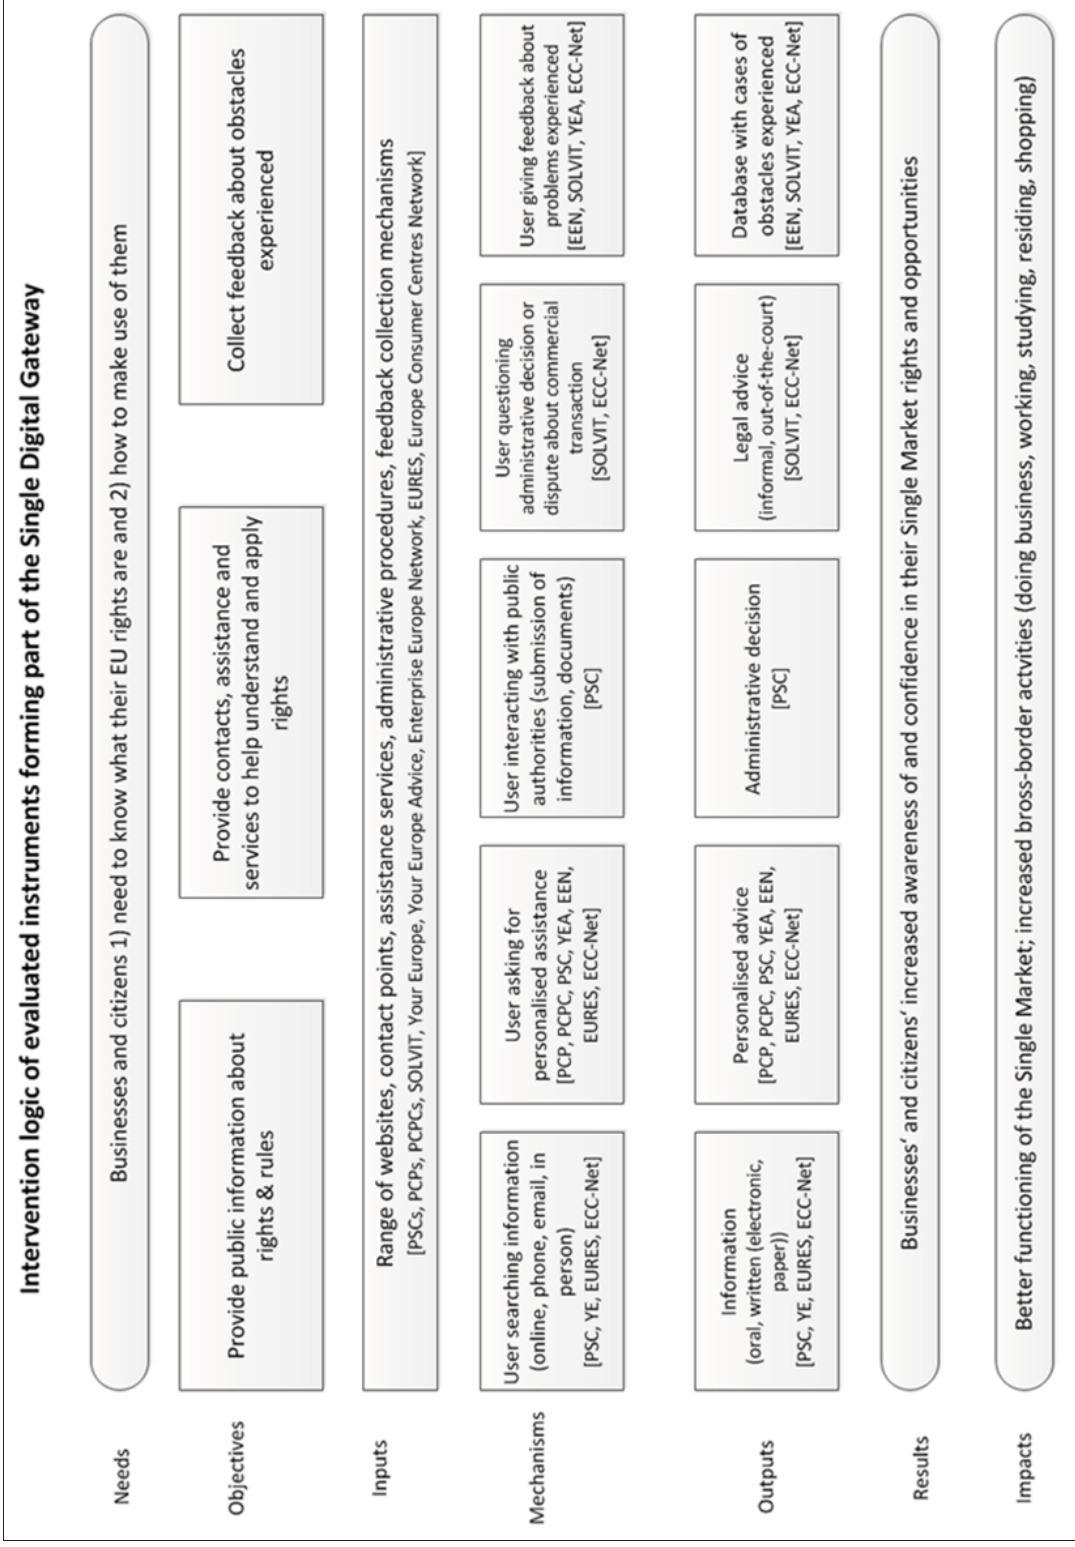 Intervention logic of evaluated instruments forming part of the Single Digital Gateway
Needs
Businesses and citizens 1) need to know what their EU rights are and 2) how to make use of them
Objectives
Provide public information about
rights & rules
Provide contacts, assistance and
services to help understand and apply
rights
Collect feedback about obstacles
experienced
Inputs
Range of websites, contact points, assistance services, administrative procedures, feedback collection mechanisms
[PSCs, PCPs, PCPCs, SOLVIT, Your Europe, Your Europe Advice, Enterprise Europe Network, EURES, Europe Consumer Centres Network]
Mechanisms
User searching information
(online, phone, email, in
person)
[PSC, YE, EURES, ECC-Net]
User asking for
personalised assistance
[PCP, PCPC, PSC, YEA, EEN,
EURES, ECC-Net]
User interacting with public
authorities (submission of
information, documents)
[PSC]
User questioning
administrative decision or
dispute about commercial
transaction
[SOLVIT, ECC-Net]
User giving feedback about
problems experienced
[EEN, SOLVIT, YEA, ECC-Net]
Outputs
Information
(oral, written (electronic,
paper))
[PSC, YE, EURES, ECC-Net]
Personalised advice
[PCP, PCPC, PSC, YEA, EEN,
EURES, ECC-Net]
Administrative decision
[PSC]
Legal advice
(informal, out-of-the-court)
[SOLVIT, ECC-Net]
Database with cases of
obstacles experienced
[EEN, SOLVIT, YEA, ECC-Net]
Results
Businesses‘ and citizens‘ increased awareness of and confidence in their Single Market rights and opportunities
Impacts
Better functioning of the Single Market; increased bross-border actvities (doing business, working, studying, residing, shopping)